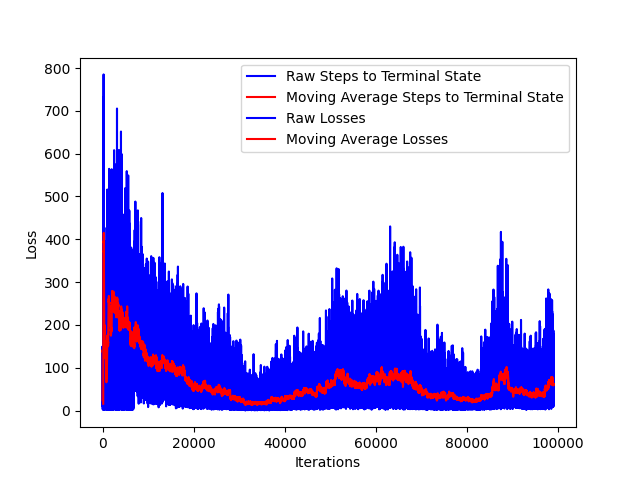 800
700
600
500
400
300
200
100
0
Loss
Raw Steps to Terminal State
Moving Average Steps to Terminal State
Raw Losses
Moving Average Losses
0 20000 40000 60000 80000 100000
Iterations